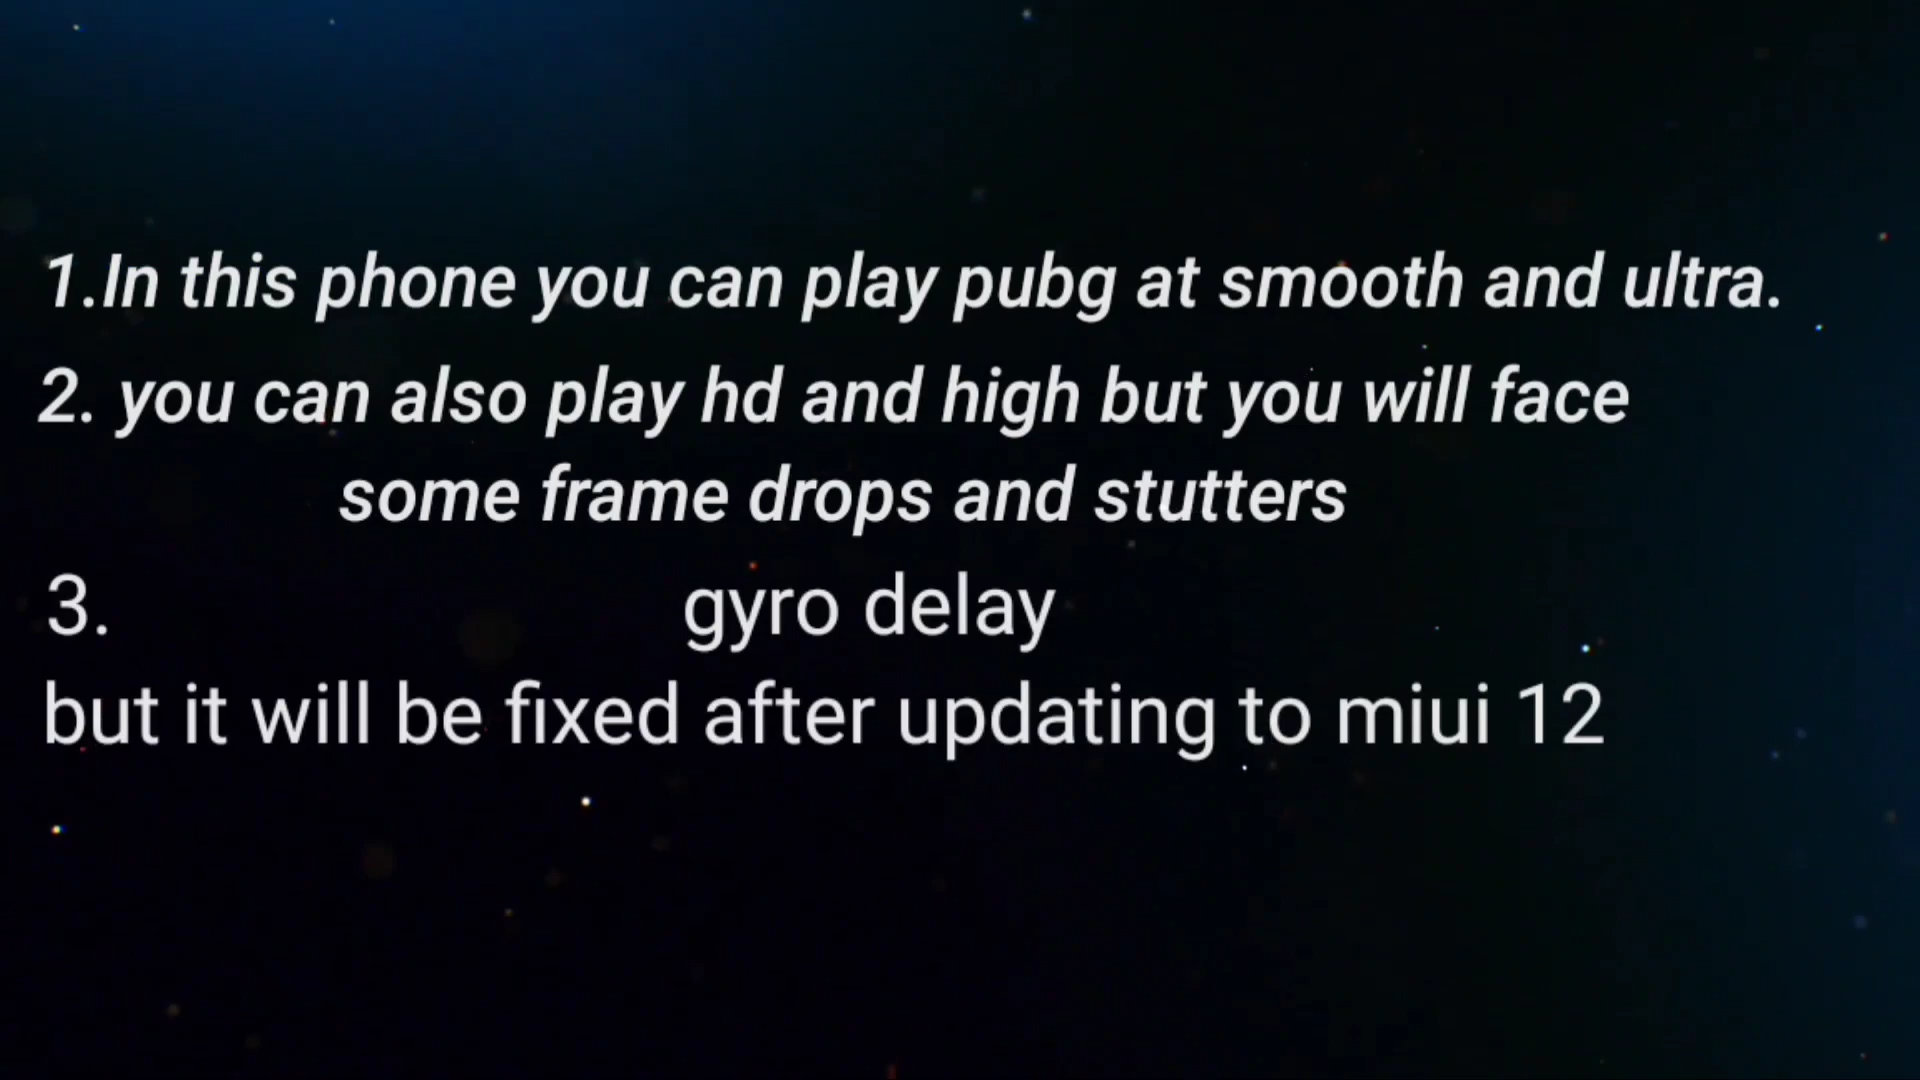 1.In this phone you can play pubg at smooth and ultra.
2. you can also play hd and high but you will face
some frame drops and stutters
3. gyro delay
but it will be fixed after updating to miui 12